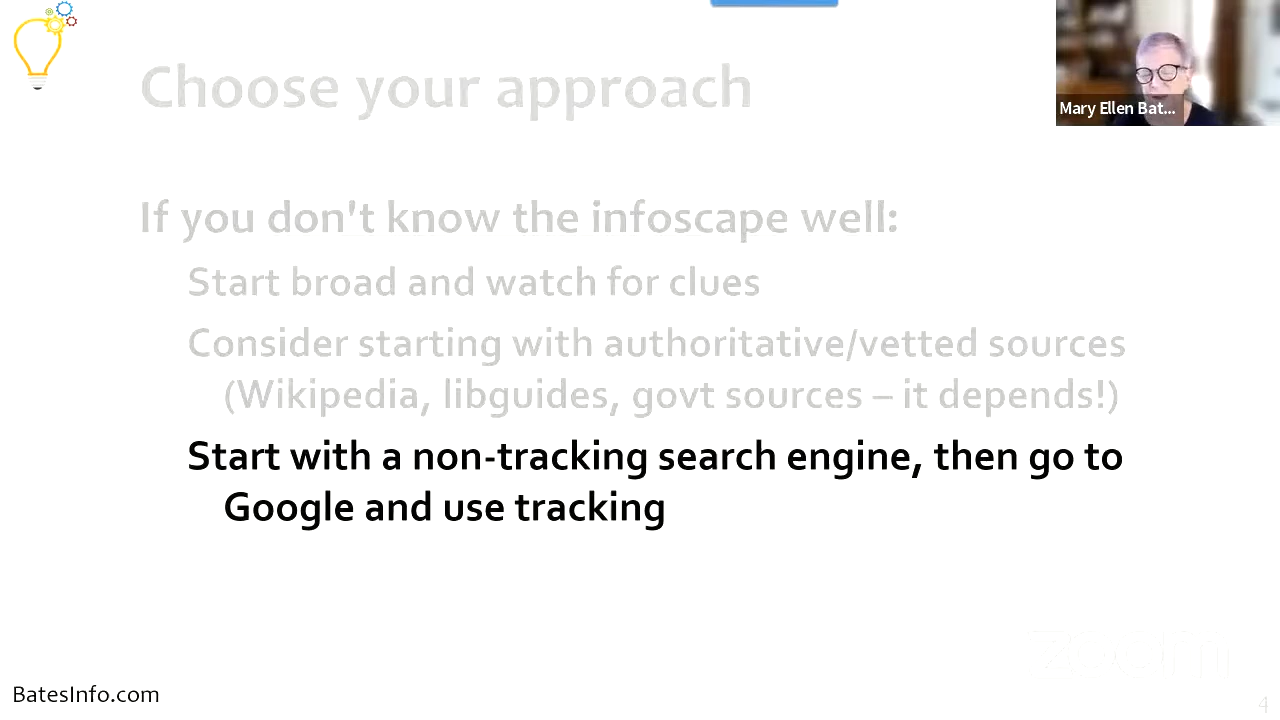 Choose your approach
Mary Ellen Bat...
If you don't know the infoscape well:
Start broad and watch for clues
Consider starting with authoritative/vetted sources
(Wikipedia, libguides, govt sources – it depends!)
Start with a non-tracking search engine, then go to
Google and use tracking
zoom
BatesInfo.com
4